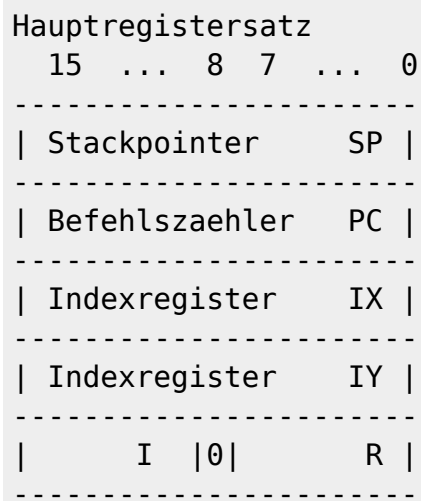 Hauptregistersatz
  15  ...  8  7  ...  0
-----------------------
| Stackpointer     SP |
-----------------------
| Befehlszaehler   PC |
-----------------------
| Indexregister    IX |
-----------------------
| Indexregister    IY |
-----------------------
|      I  |0|       R |
-----------------------